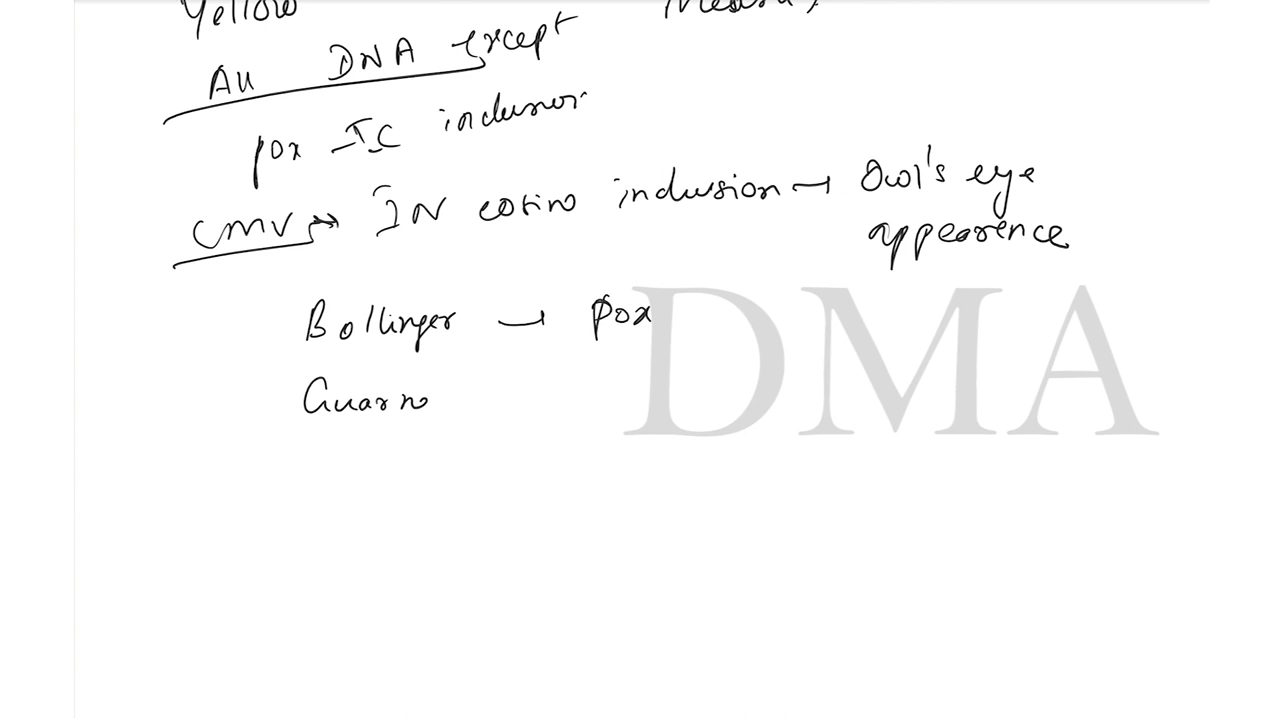 Yellow
All DNA except
pox IC inclusion
CMV → IN eosino inclusion → Owl's eye
appearence
Bollinger → pox
Guarn
DMA